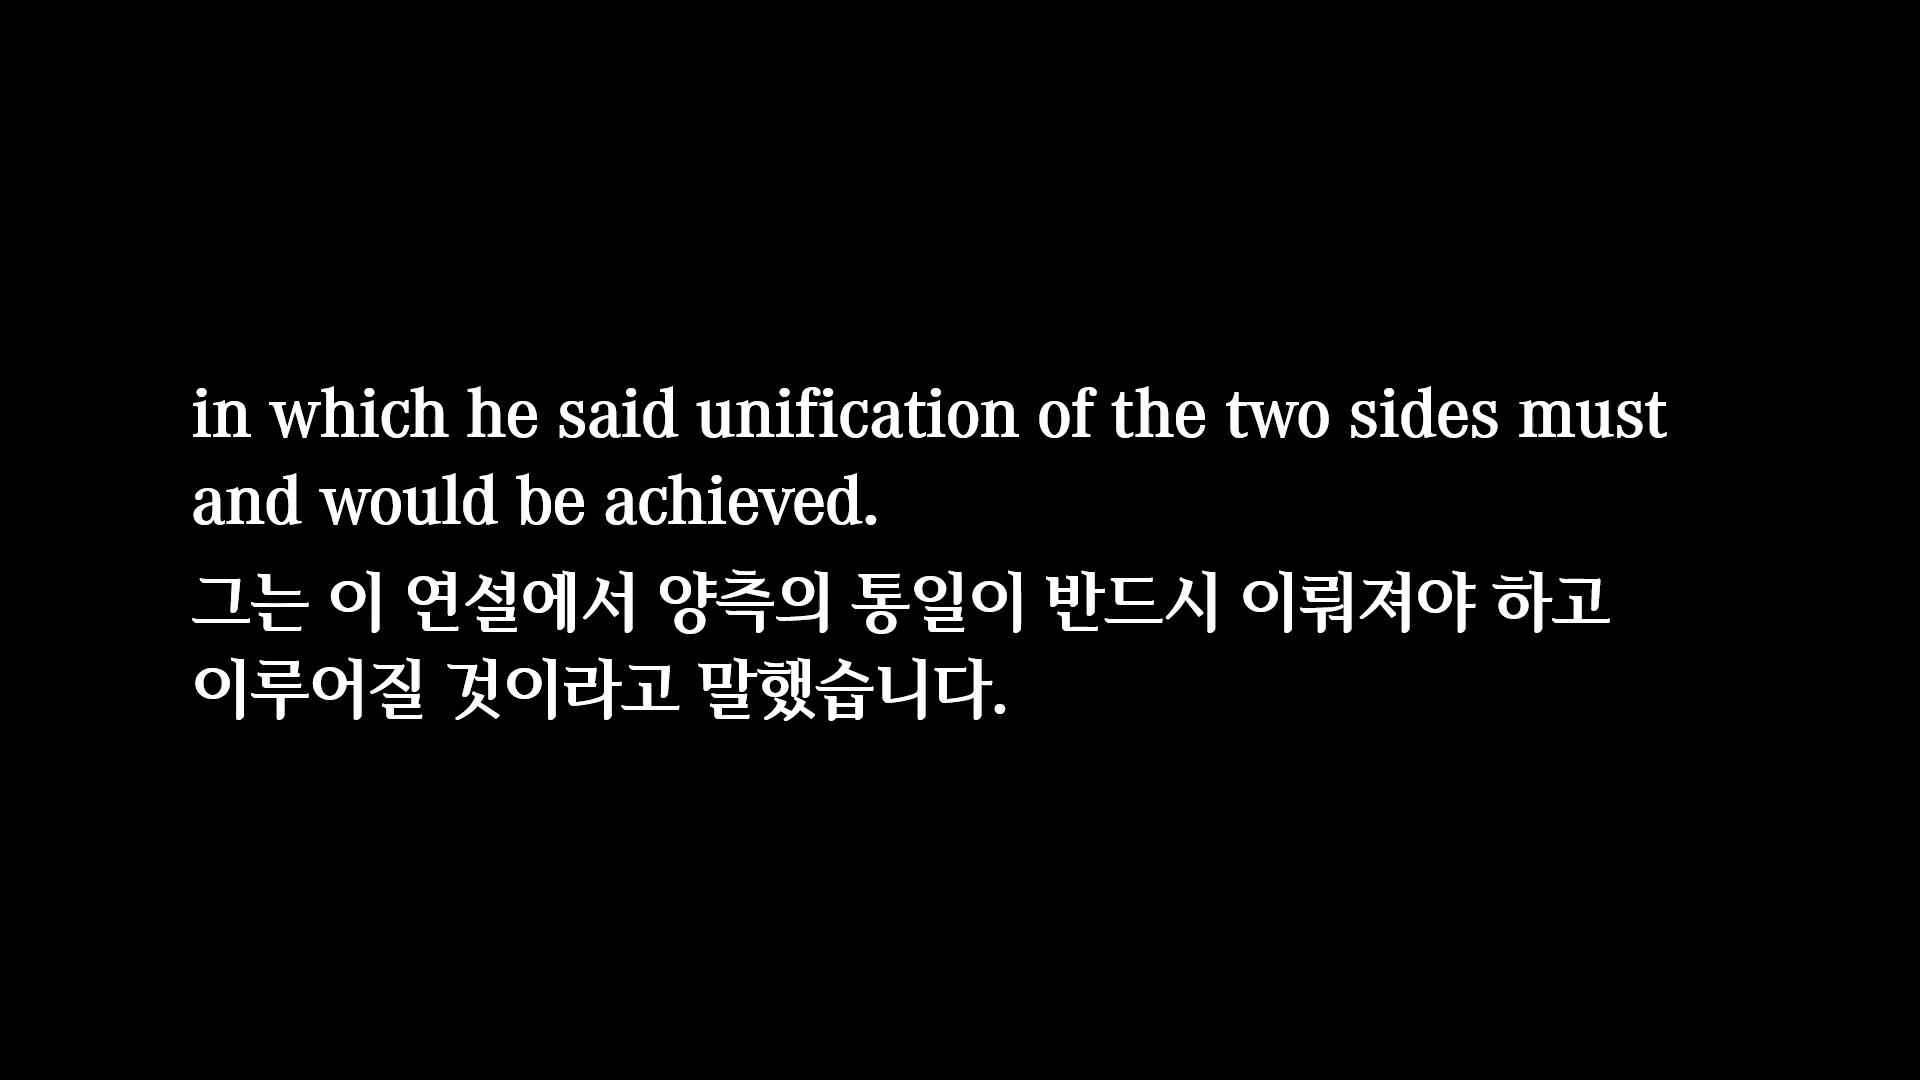 in which he said unification of the two sides must
and would be achieved.
그는 이 연설에서 양측의 통일이 반드시 이뤄져야 하고
이루어질 것이라고 말했습니다.